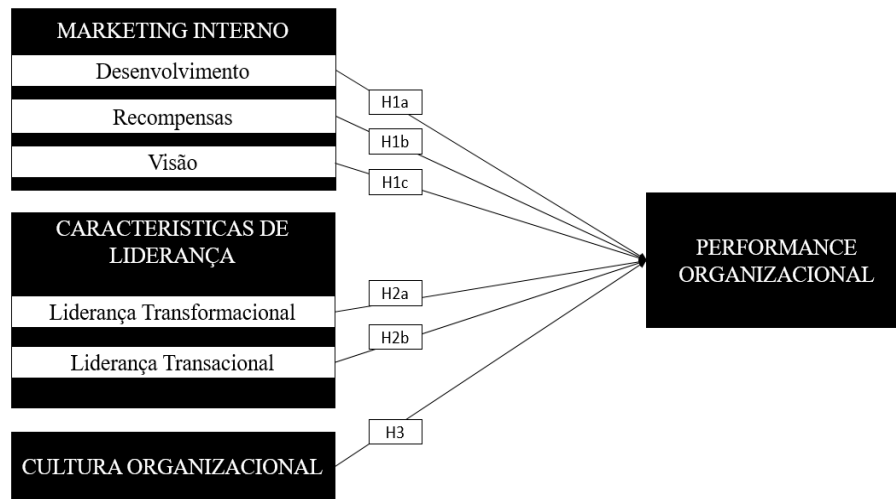 MARKETING INTERNO
Desenvolvimento
Recompensas
Visão
H1a
H1b
H1c
CARACTERISTICAS DE
LIDERANÇA
Liderança Transformacional
Liderança Transacional
H2a
H2b
PERFORMANCE
ORGANIZACIONAL
H3
CULTURA ORGANIZACIONAL